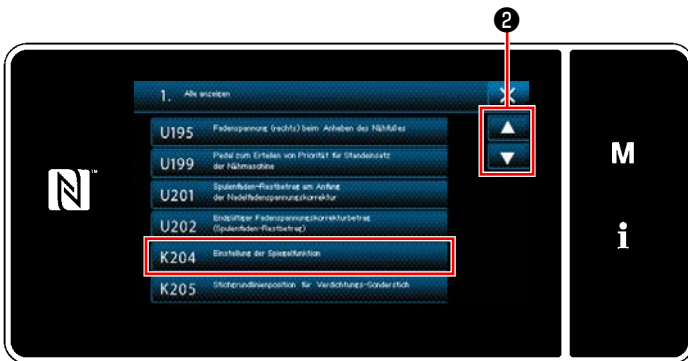 ❷
1. Alle anzeigen
U195 Fadenspannung (rechts) beim Anheben des Nähfußes
U199 Pedal zum Erteilen von Priorität für Standeinsatz
der Nähmaschine
U201 Spulenfaden-Restbetrag am Anfang
der Nadelfadenspannungskorrektur
U202 Endgültiger Fadenspannungskorrekturbetrag
(Spulenfaden-Restbetrag)
K204 Einstellung der Spiegelfunktion
K205 Stichgrundlinienposition für Verdichtungs-Sonderstich
M
i